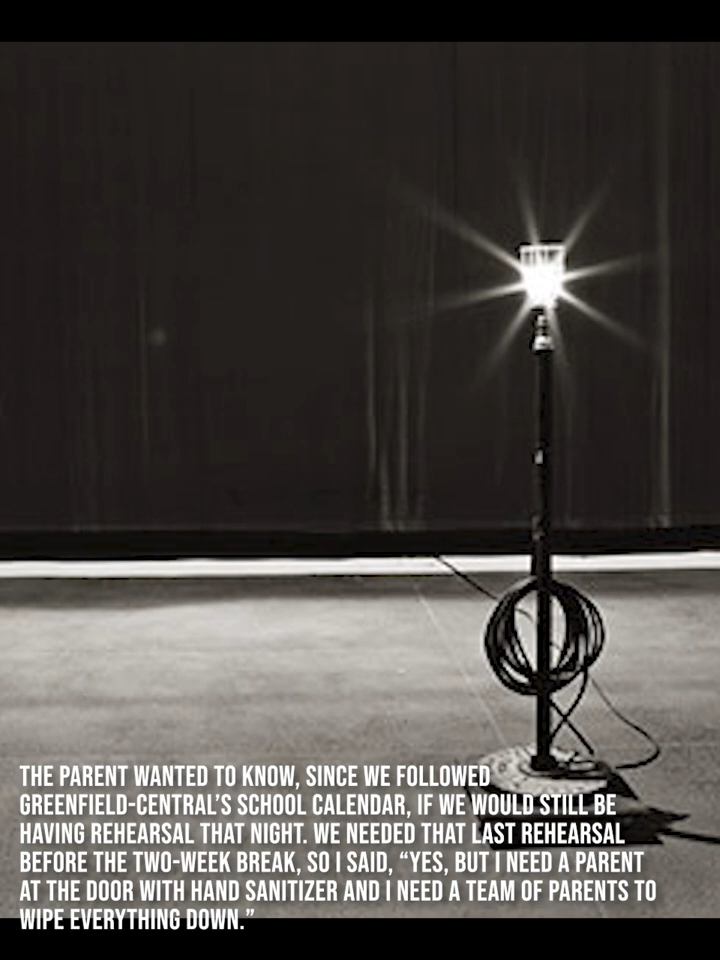 THE PARENT WANTED TO KNOW, SINCE WE FOLLOWED
GREENFIELD-CENTRAL’S SCHOOL CALENDAR, IF WE WOULD STILL BE
HAVING REHEARSAL THAT NIGHT. WE NEEDED THAT LAST REHEARSAL
BEFORE THE TWO-WEEK BREAK, SO I SAID, “YES, BUT I NEED A PARENT
AT THE DOOR WITH HAND SANITIZER AND I NEED A TEAM OF PARENTS TO
WIPE EVERYTHING DOWN.”